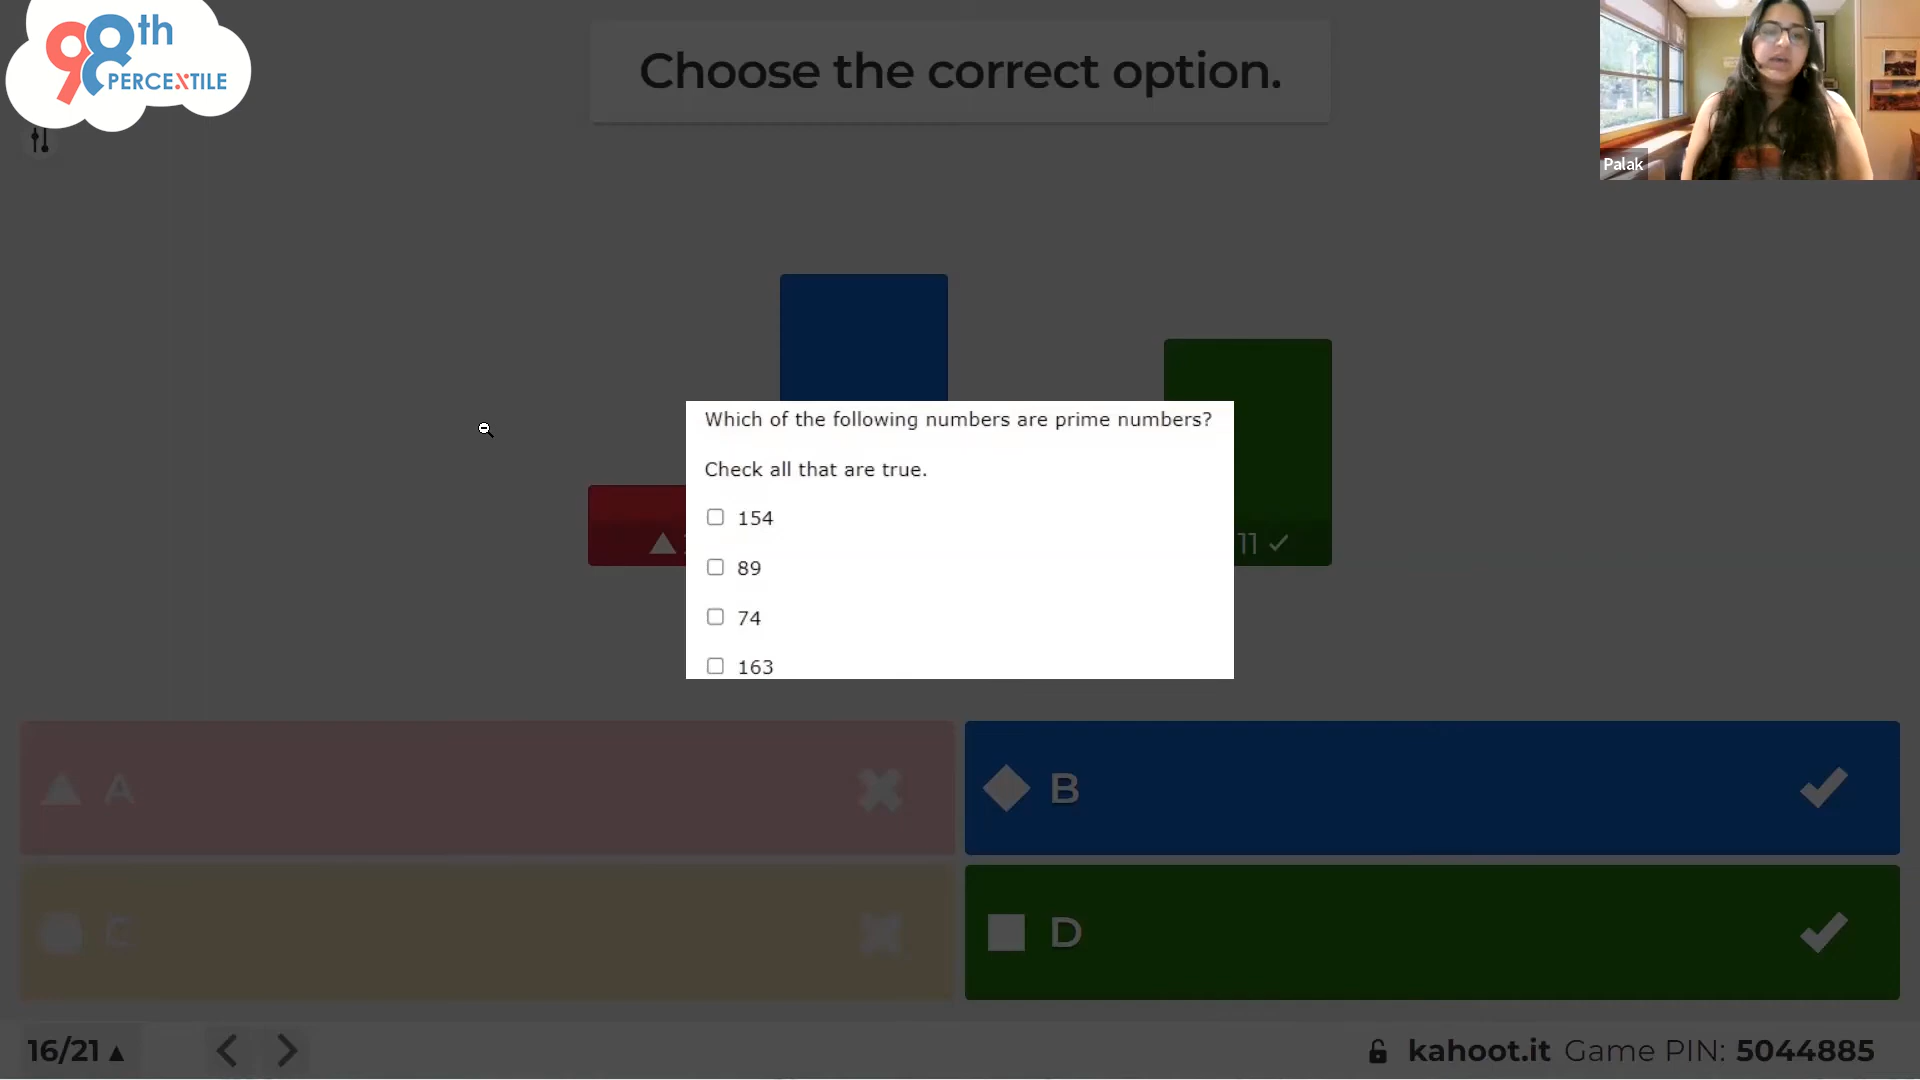 98th
PERCEXTILE
Choose the correct option.
Palak
Which of the following numbers are prime numbers?
Check all that are true.
154
89
74
163
11
A
B
C
D
16/21
kahoot.it Game PIN: 5044885